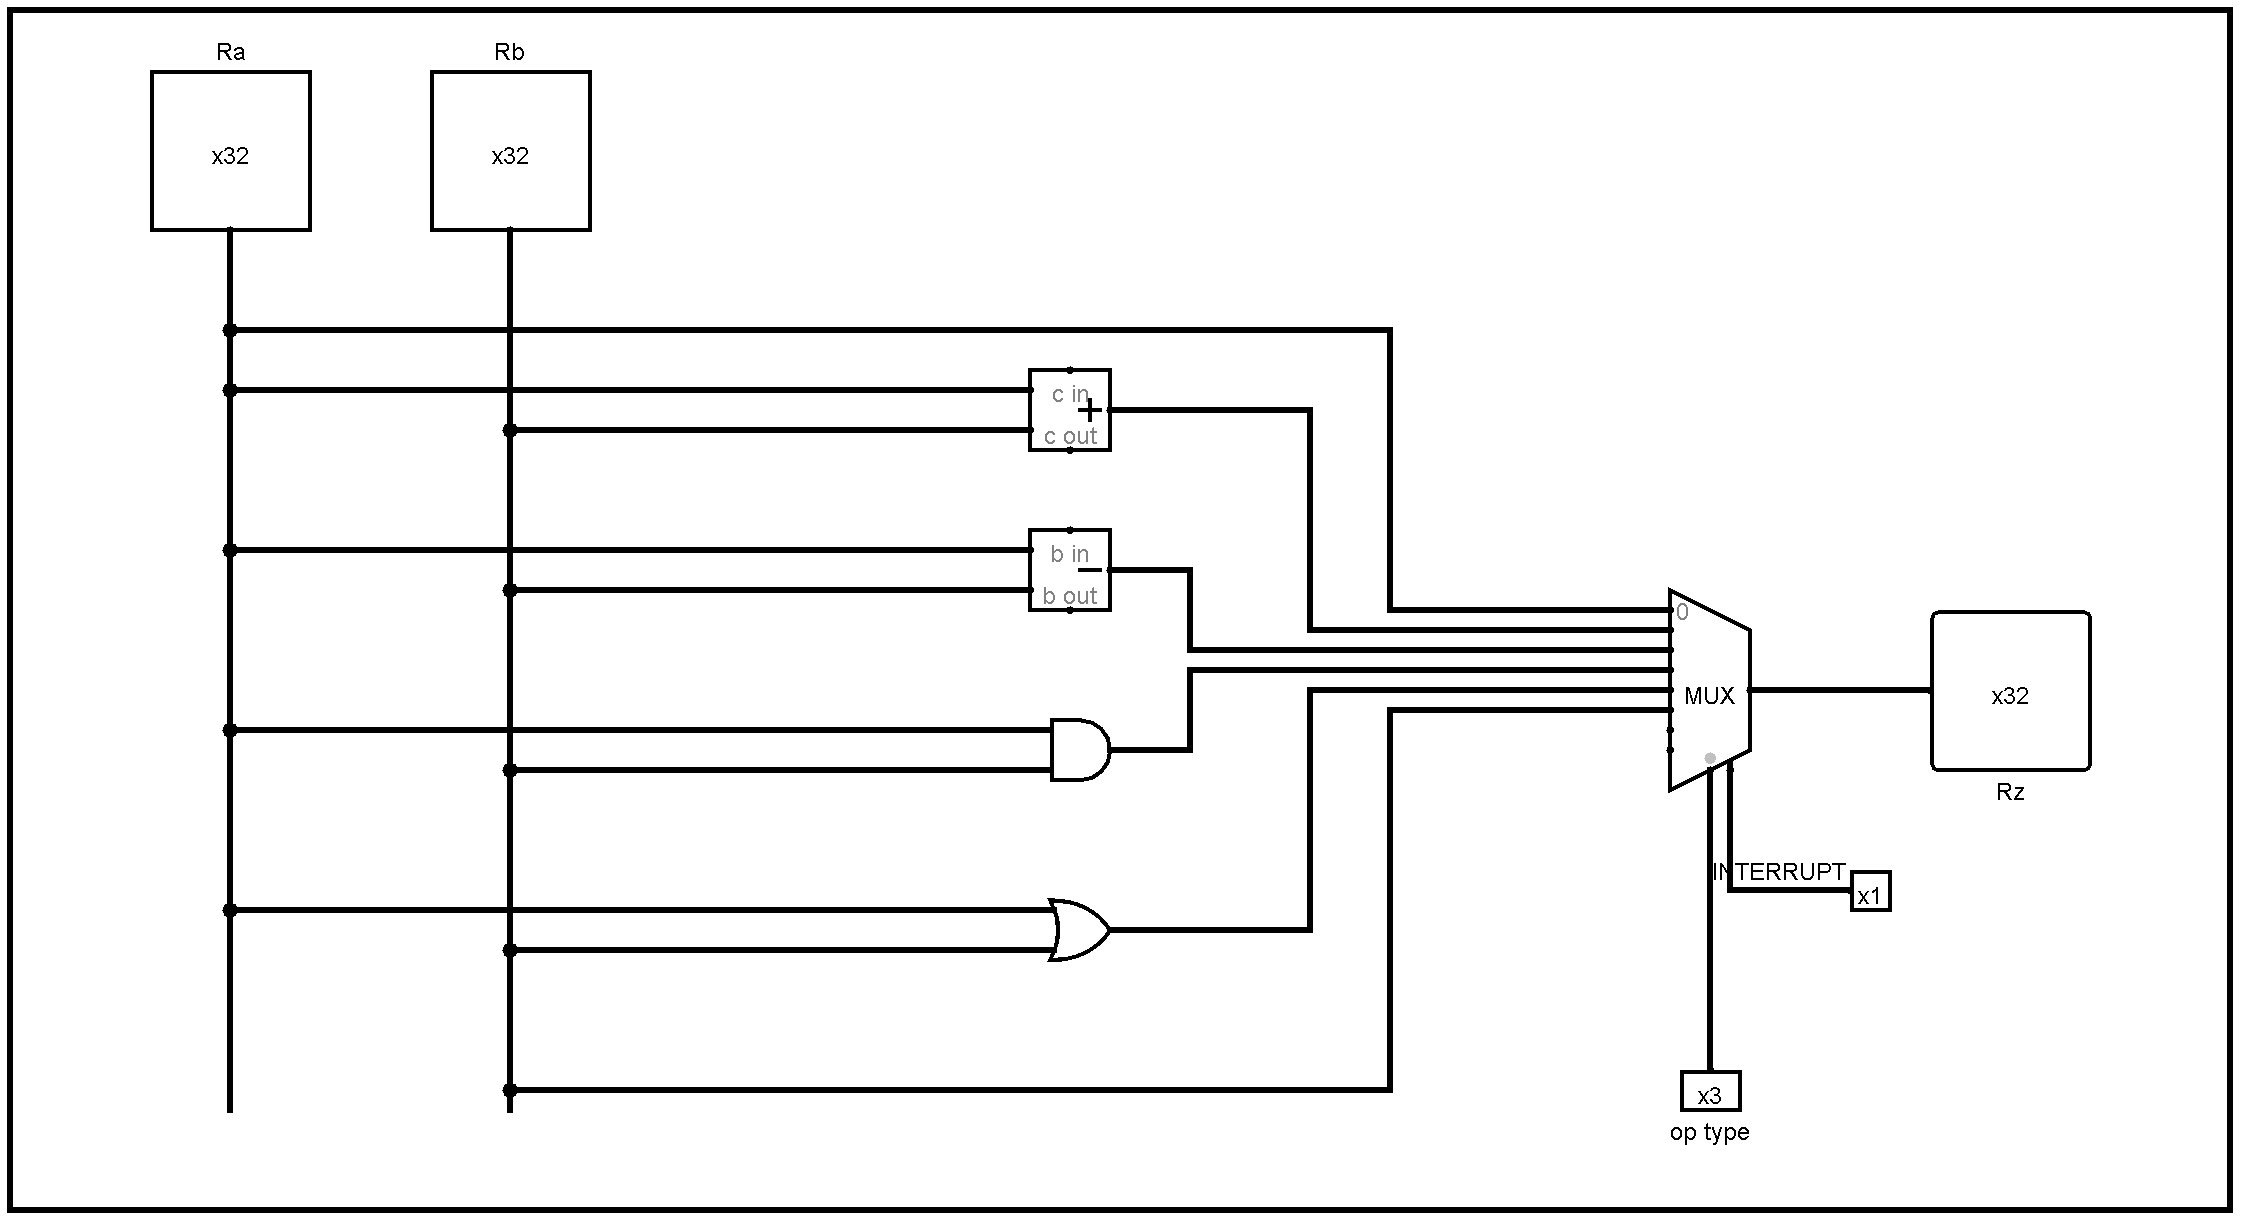 Ra
Rb
x32
x32
c in
+
c out
b in
b out
0
MUX
x32
Rz
INTERRUPT
x1
x3
op type